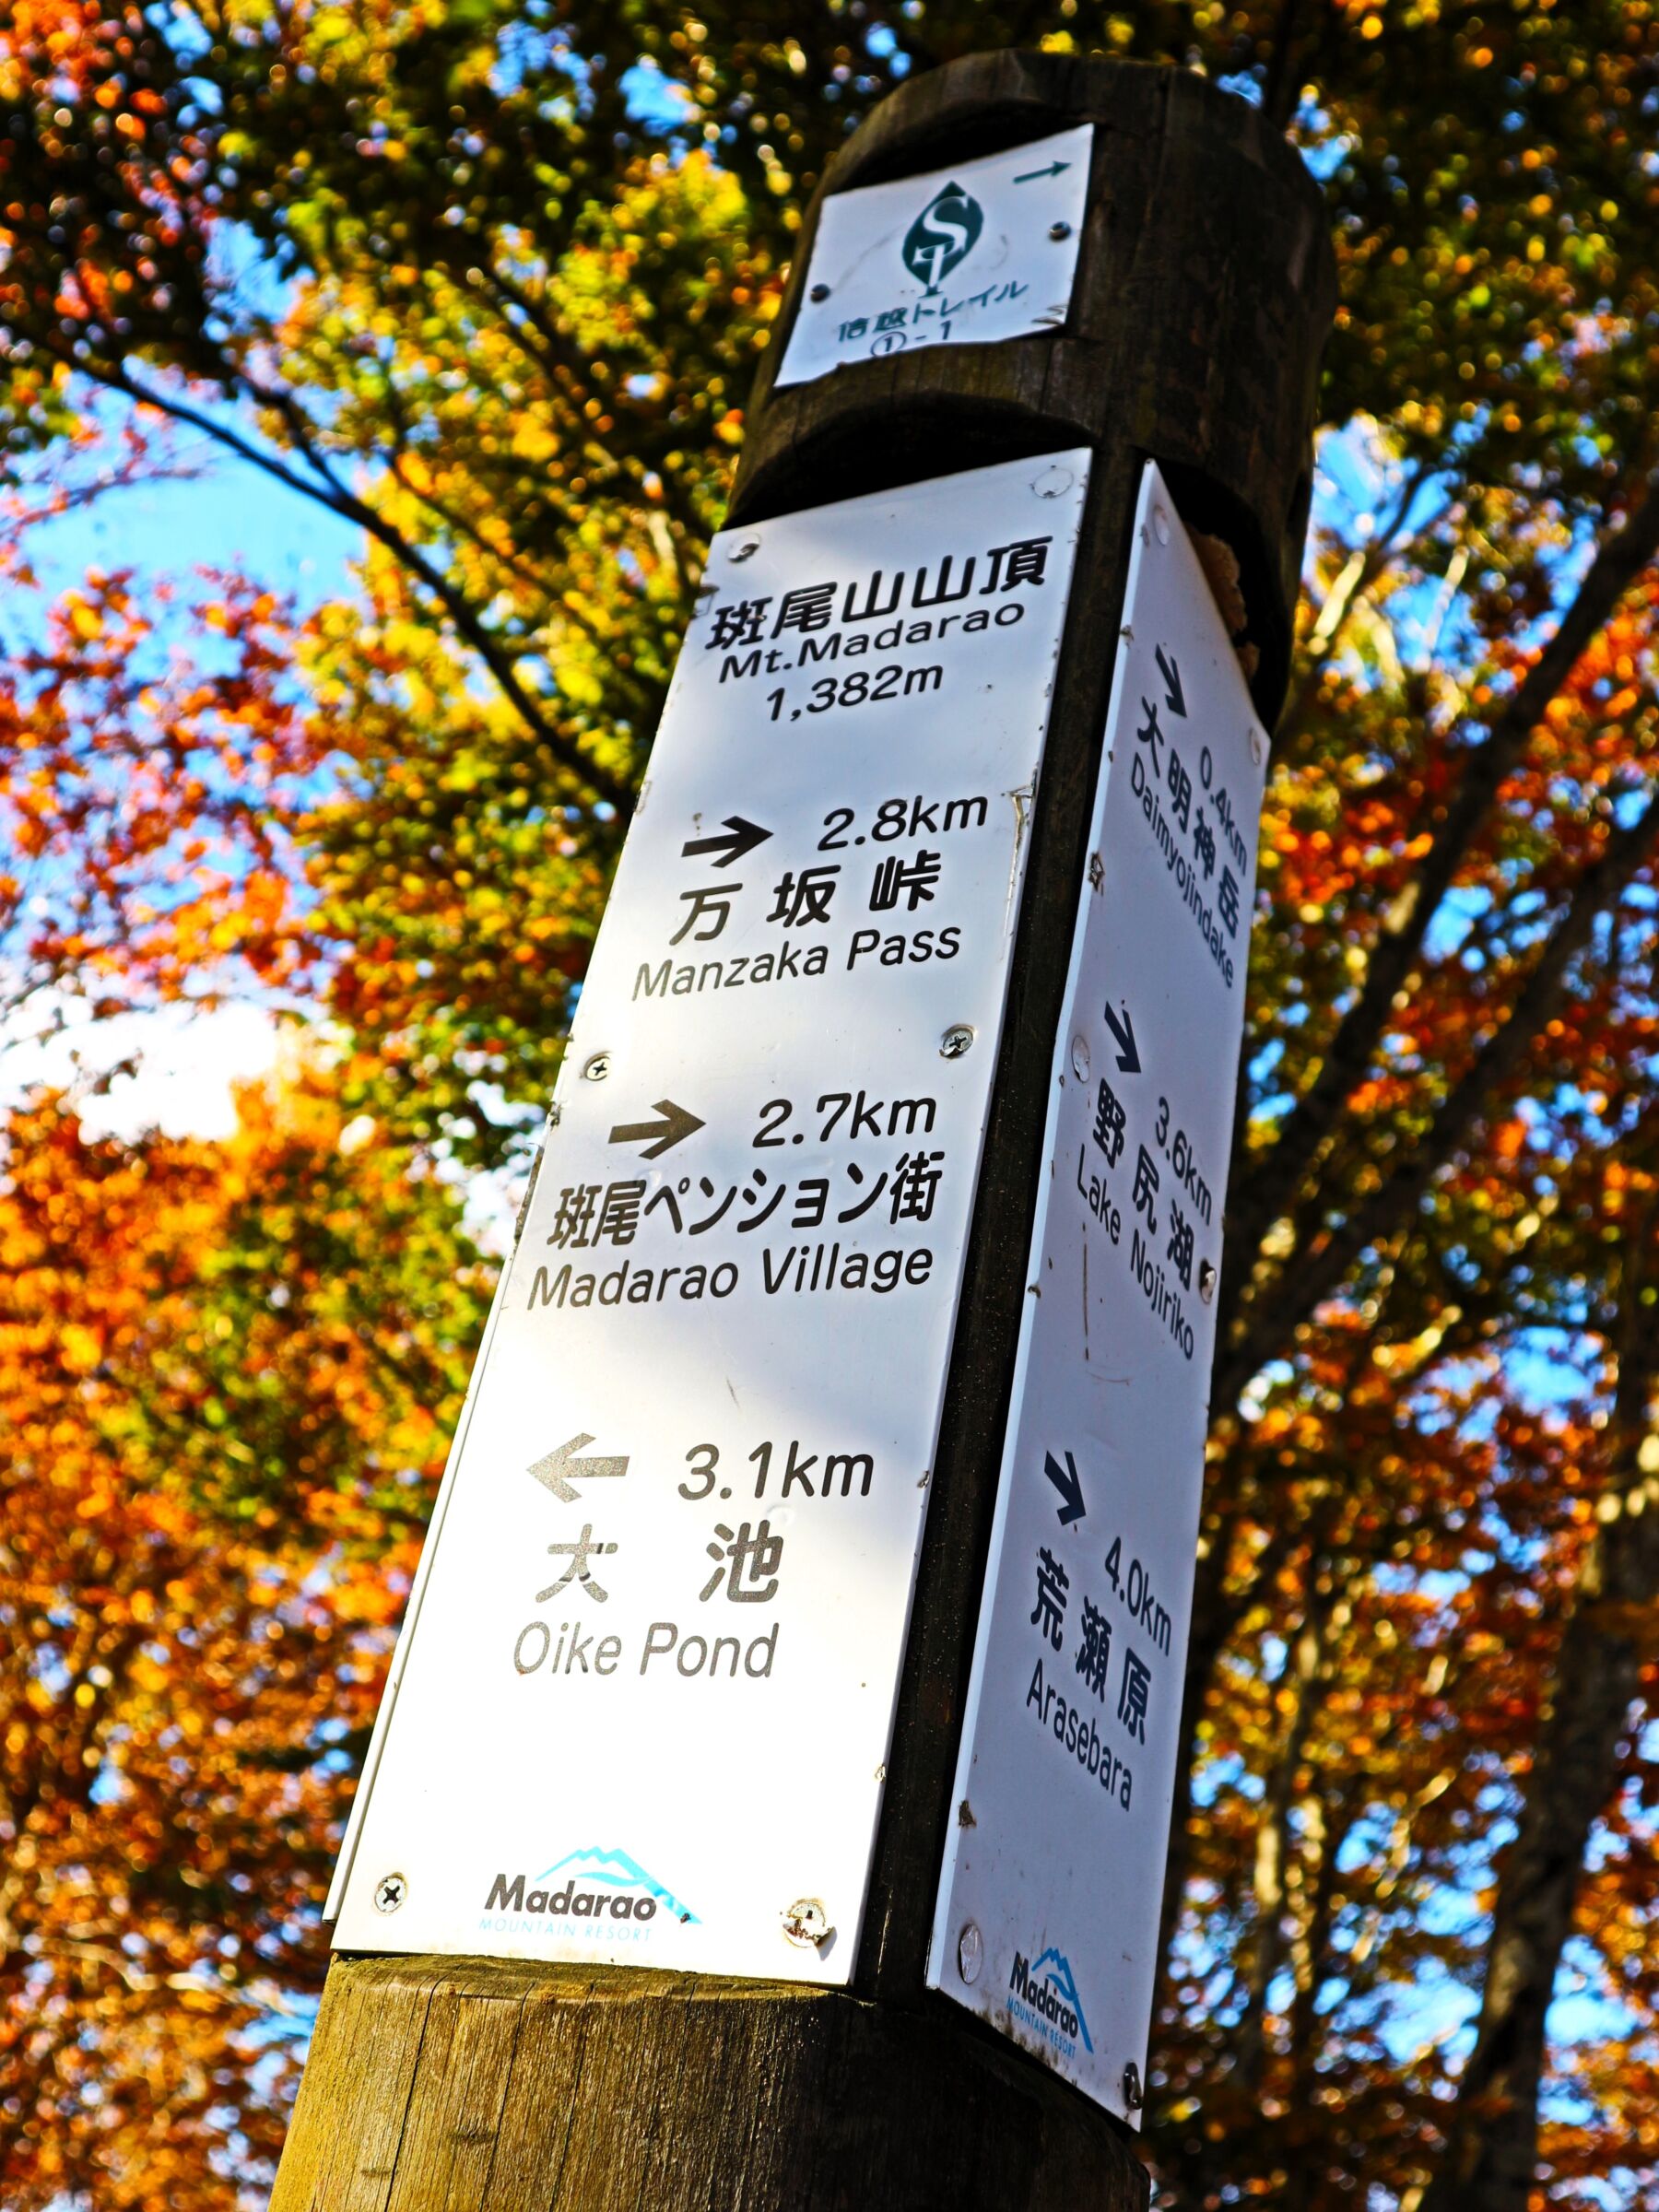 ST
信越トレイル
①-1
斑尾山山頂
Mt.Madarao
1,382m
→ 2.8km
万坂峠
Manzaka Pass
→ 2.7km
斑尾ペンション街
Madarao Village
← 3.1km
大池
Oike Pond
Madarao
MOUNTAIN RESORT
0.4km
大明神岳
Daimyojindake
3.6km
野尻湖
Lake Nojiriko
4.0km
荒瀬原
Arasebara
Madarao
MOUNTAIN RESORT